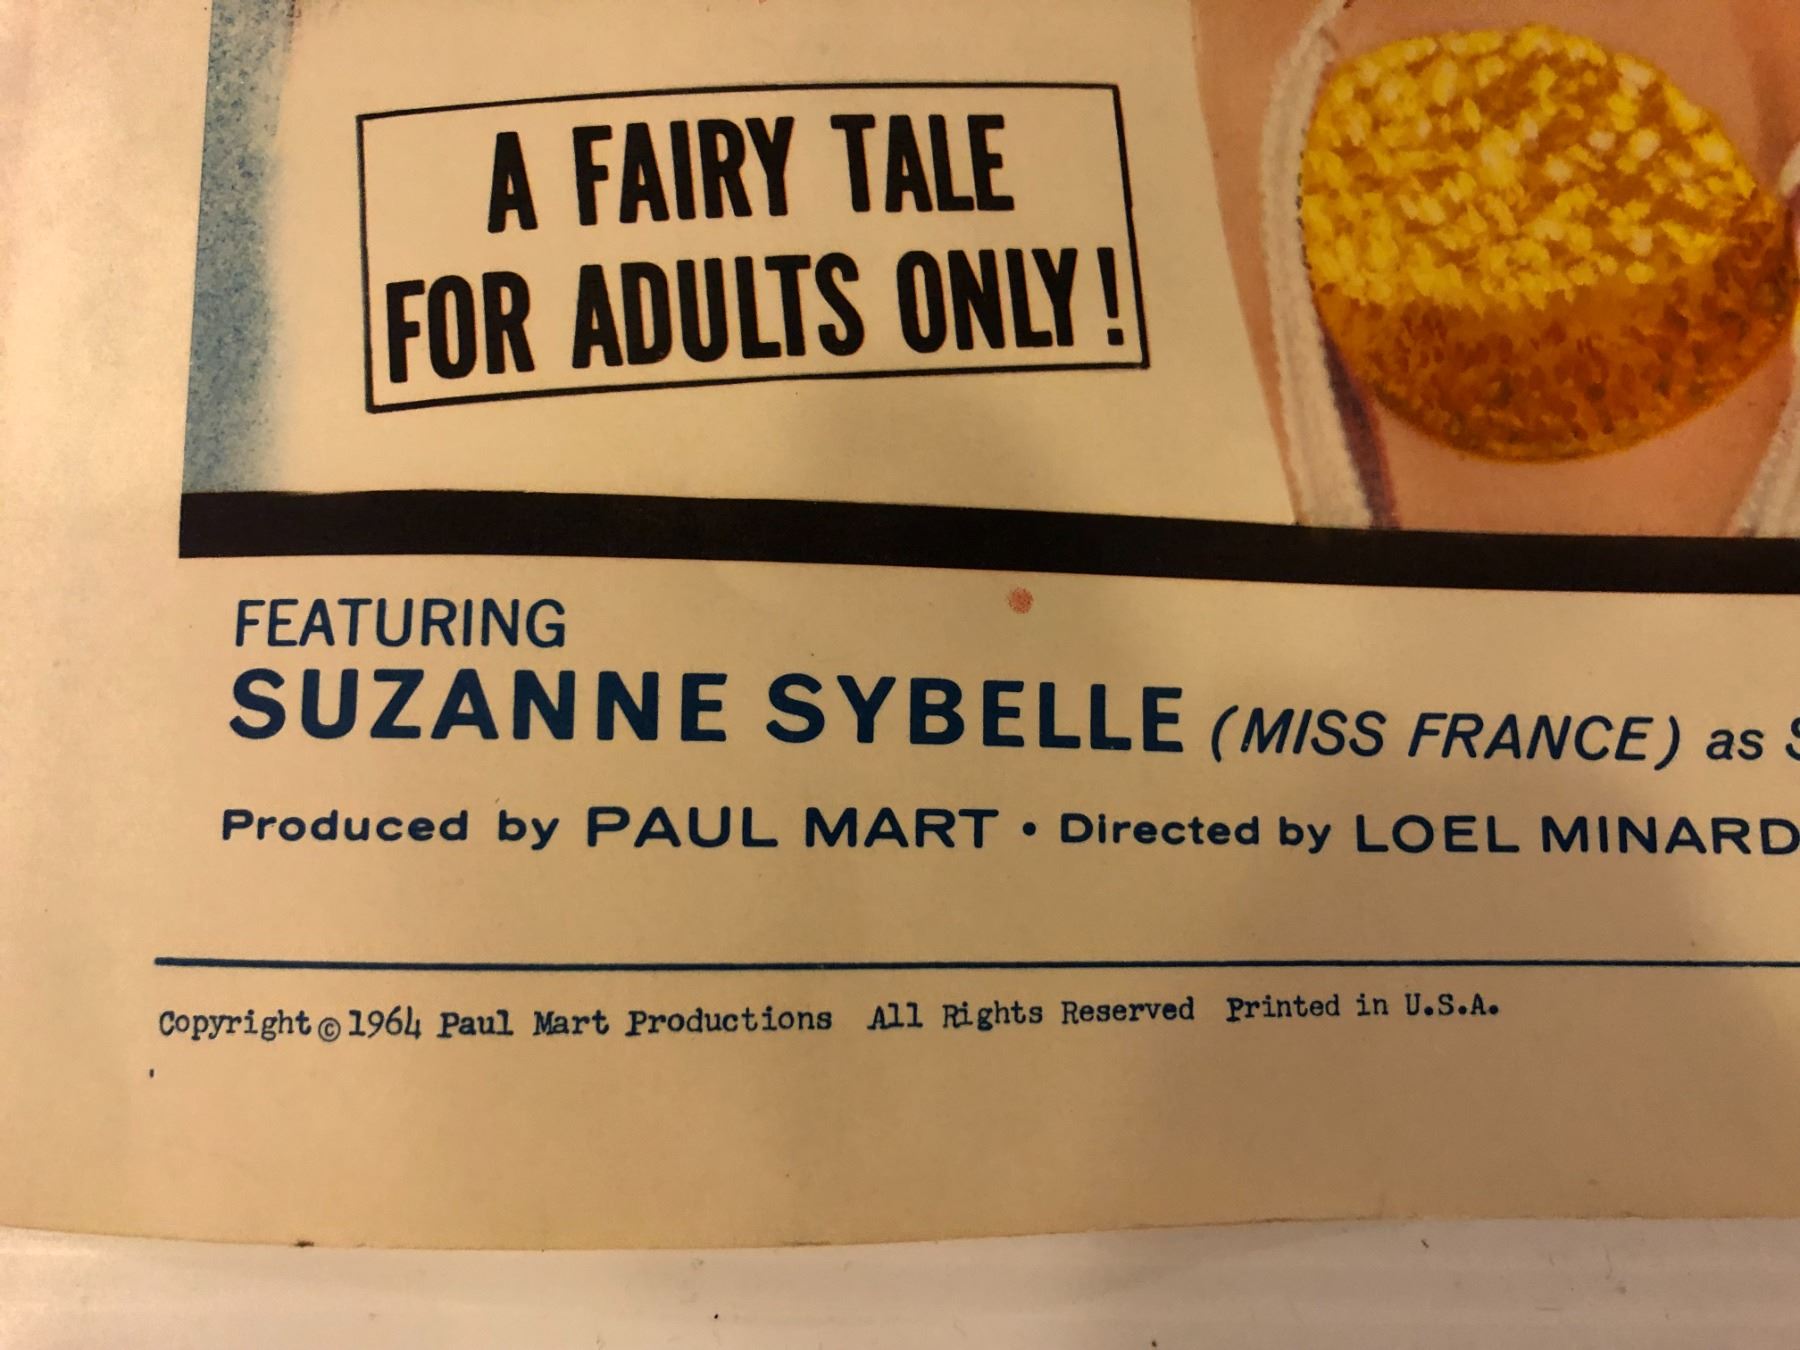 A FAIRY TALE
FOR ADULTS ONLY!
FEATURING
SUZANNE SYBELLE (MISS FRANCE) as
Produced by PAUL MART • Directed by LOEL MINARD
Copyright © 1964 Paul Mart Productions All Rights Reserved Printed in U.S.A.